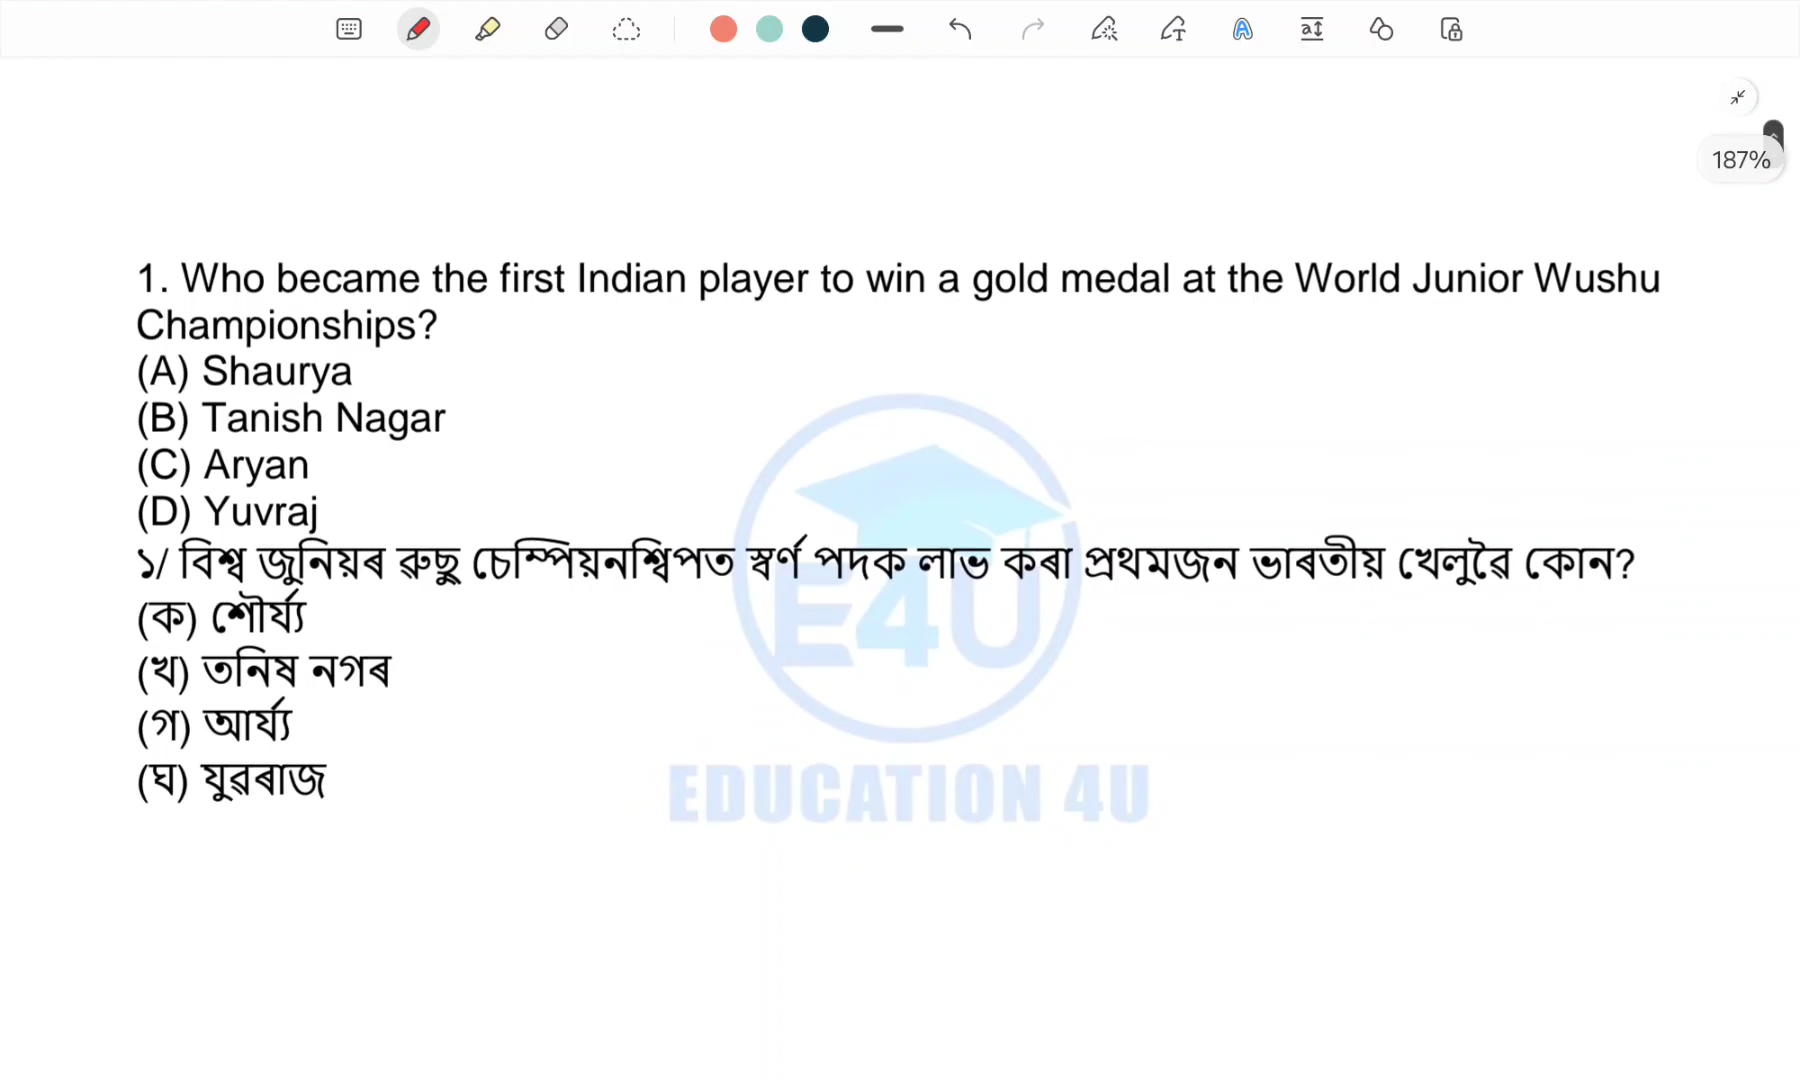 187%
1. Who became the first Indian player to win a gold medal at the World Junior Wushu
Championships?
(A) Shaurya
(B) Tanish Nagar
(C) Aryan
(D) Yuvraj
১/ বিশ্ব জুনিয়ৰ ৱুছু চেম্পিয়নশ্বিপত স্বৰ্ণ পদক লাভ কৰা প্ৰথমজন ভাৰতীয় খেলুৱৈ কোন?
(ক) শৌৰ্য্য
(খ) তনিষ নগৰ
(গ) আৰ্য্য
(ঘ) যুৱৰাজ
E4U
EDUCATION 4U